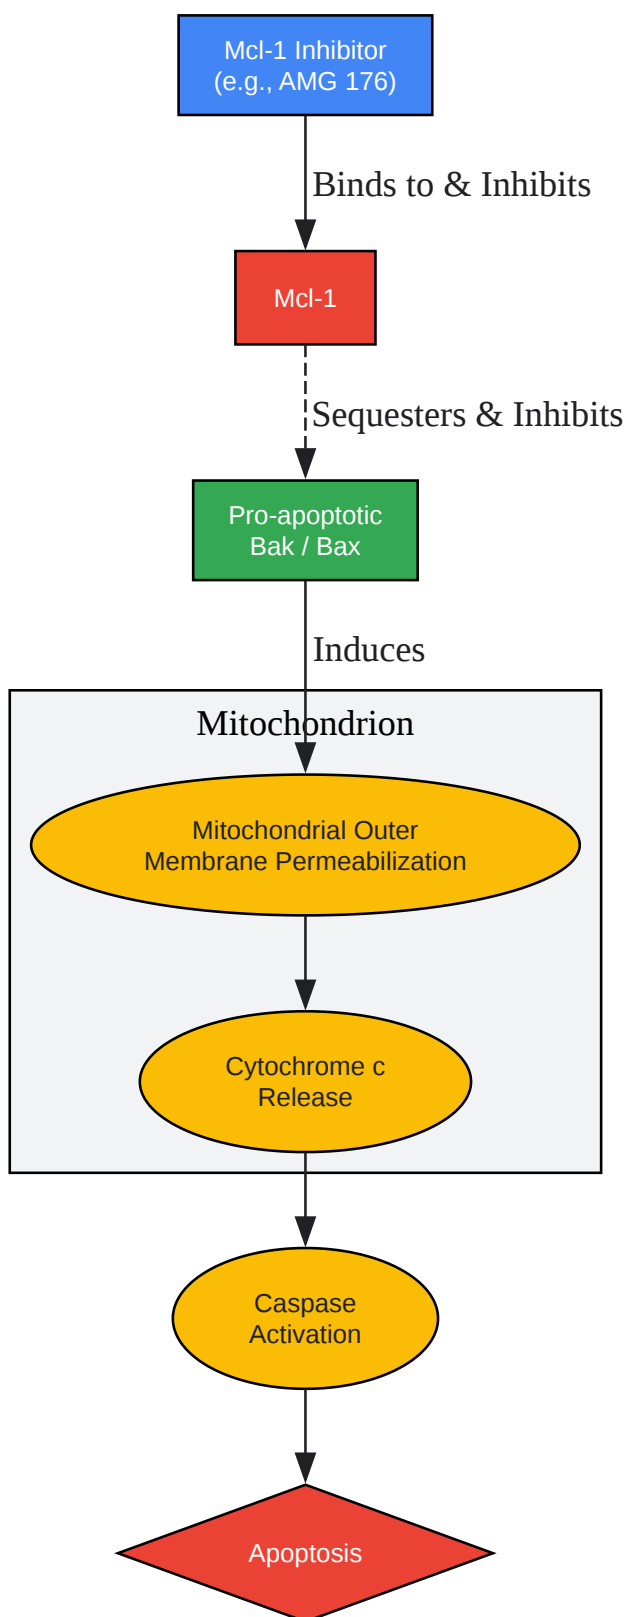 Mcl-1 Inhibitor
(e.g., AMG 176)
Binds to & Inhibits
Mcl-1
Sequesters & Inhibits
Pro-apoptotic
Bak / Bax
Induces
Mitochondrion
Mitochondrial Outer
Membrane Permeabilization
Cytochrome c
Release
Caspase
Activation
Apoptosis